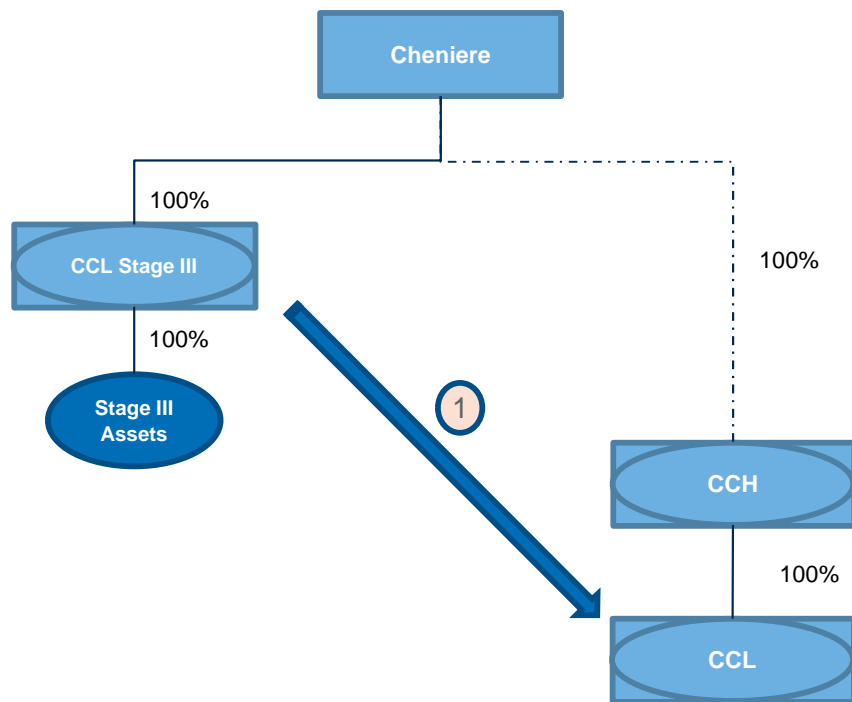 Cheniere
100%
CCL Stage III
100%
100%
Stage III
Assets
1
CCH
100%
CCL